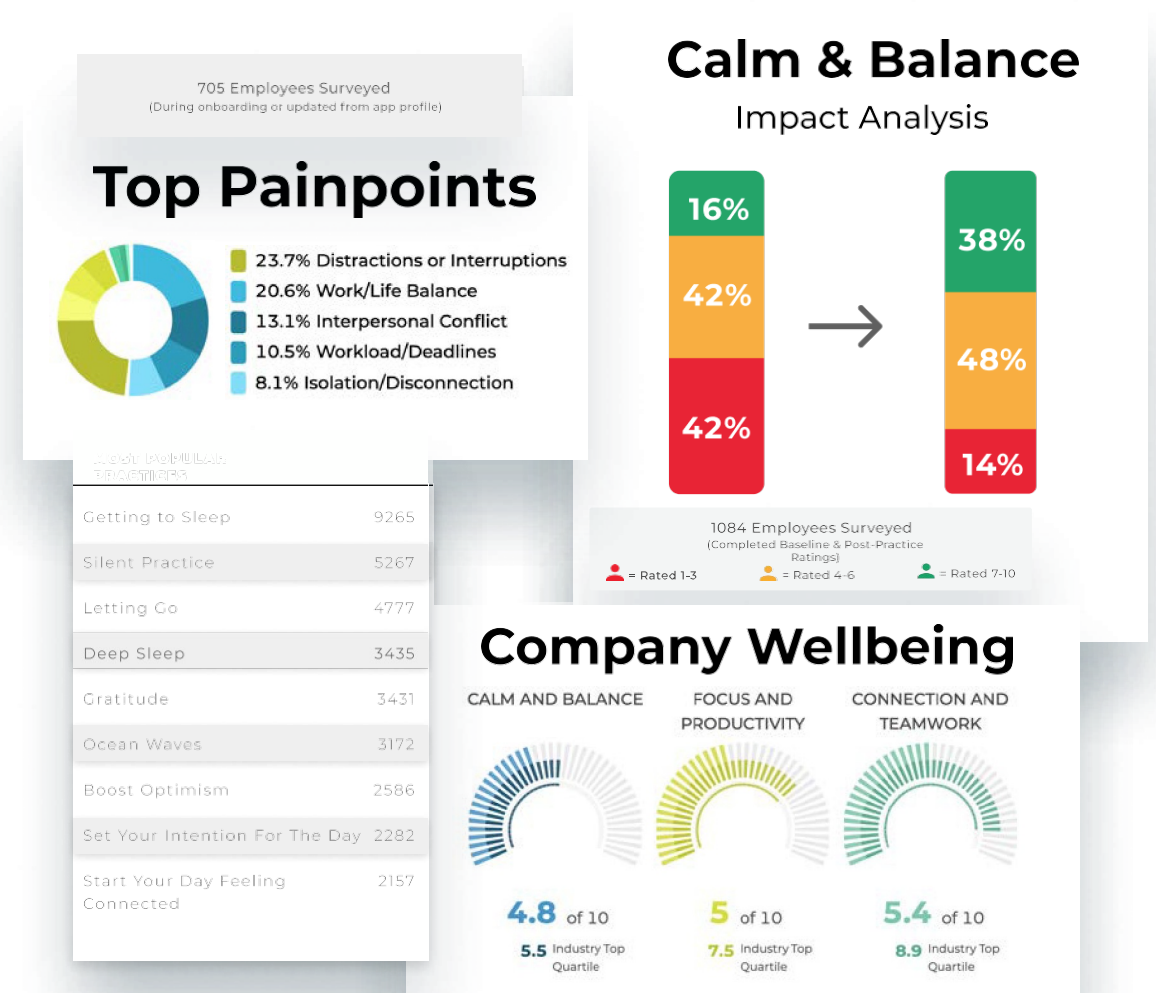 705 Employees Surveyed
(During onboarding or updated from app profile)
Top Painpoints
23.7% Distractions or Interruptions
20.6% Work/Life Balance
13.1% Interpersonal Conflict
10.5% Workload/Deadlines
8.1% Isolation/Disconnection
Calm & Balance
Impact Analysis
16%
42%
42%
38%
48%
14%
1084 Employees Surveyed
(Completed Baseline & Post-Practice
Ratings)
= Rated 1-3
= Rated 4-6
= Rated 7-10
MOST POPULAR
PRACTICES
Getting to Sleep 9265
Silent Practice 5267
Letting Go 4777
Deep Sleep 3435
Gratitude 3431
Ocean Waves 3172
Boost Optimism 2586
Set Your Intention For The Day 2282
Start Your Day Feeling 2157
Connected
Company Wellbeing
CALM AND BALANCE
4.8 of 10
5.5 Industry Top
Quartile
FOCUS AND
PRODUCTIVITY
5 of 10
7.5 Industry Top
Quartile
CONNECTION AND
TEAMWORK
5.4 of 10
8.9 Industry Top
Quartile